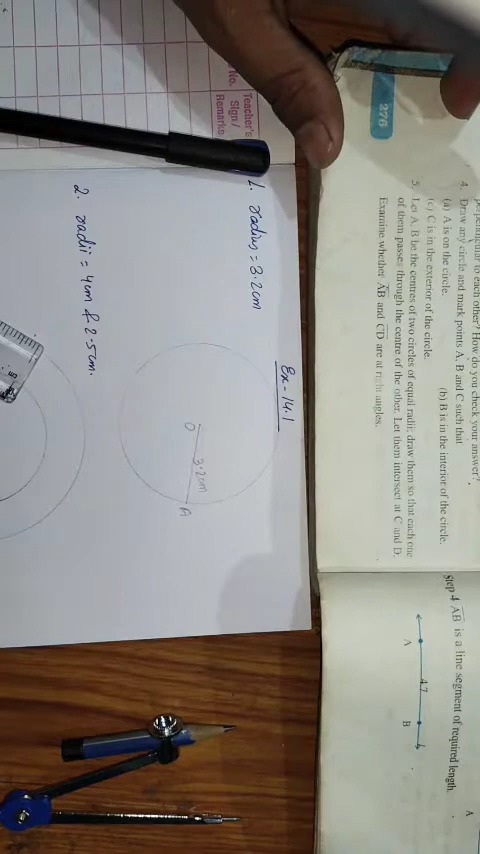 276
perpendicular to each other? How do you check your answer?
4. Draw any circle and mark points A, B and C such that
(a) A is on the circle. (b) B is in the interior of the circle.
(c) C is in the exterior of the circle.
5. Let A, B be the centres of two circles of equal radii; draw them so that each one
of them passes through the centre of the other. Let them intersect at C and D.
Examine whether AB and CD are at right angles.
A
Step 4 AB is a line segment of required length.
4.7
A B
Teacher's
Sign /
Remarks
No.
Ex-14.1
1. radius = 3.2cm
O 3.2cm A
2. radii = 4cm & 2.5cm.